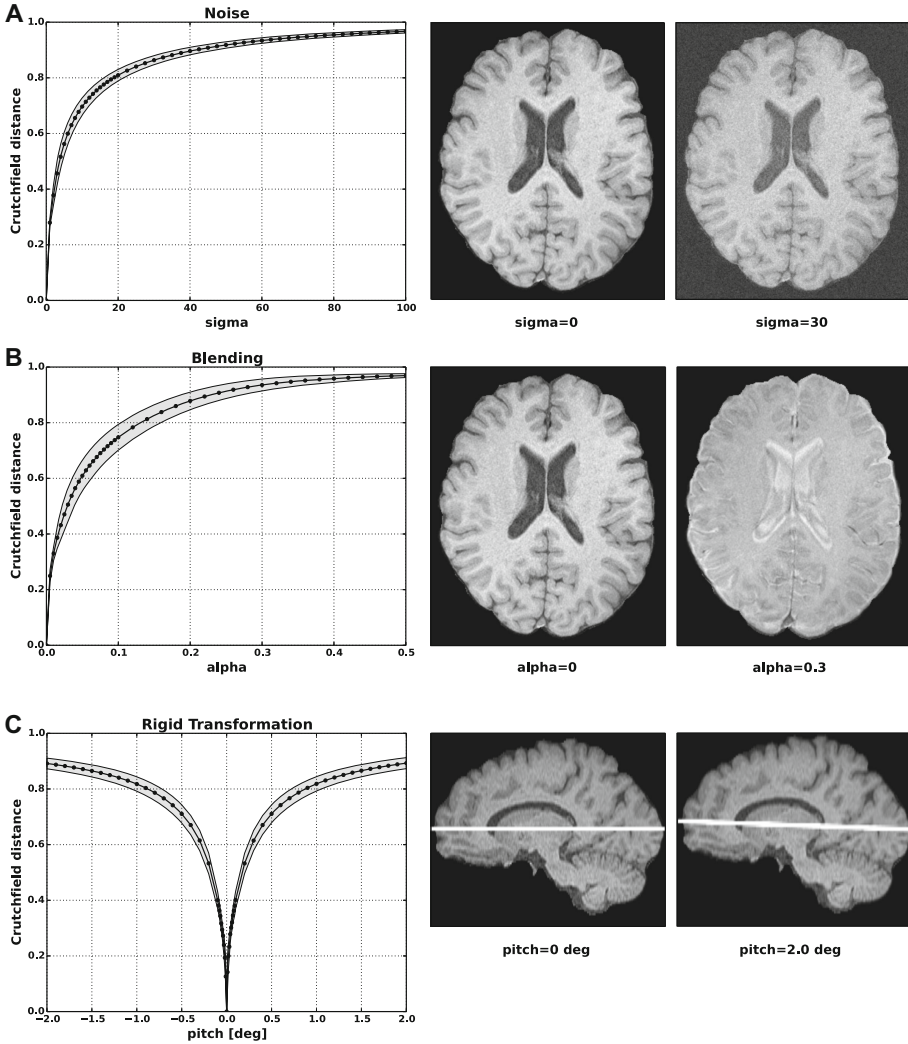 A
Noise
Crutchfield distance
1.0
0.8
0.6
0.4
0.2
0.0
0 20 40 60 80 100
sigma
sigma=0
sigma=30
B
Blending
Crutchfield distance
1.0
0.8
0.6
0.4
0.2
0.0
0.0 0.1 0.2 0.3 0.4 0.5
alpha
alpha=0
alpha=0.3
C
Rigid Transformation
Crutchfield distance
1.0
0.8
0.6
0.4
0.2
0.0
−2.0 −1.5 −1.0 −0.5 0.0 0.5 1.0 1.5 2.0
pitch [deg]
pitch=0 deg
pitch=2.0 deg